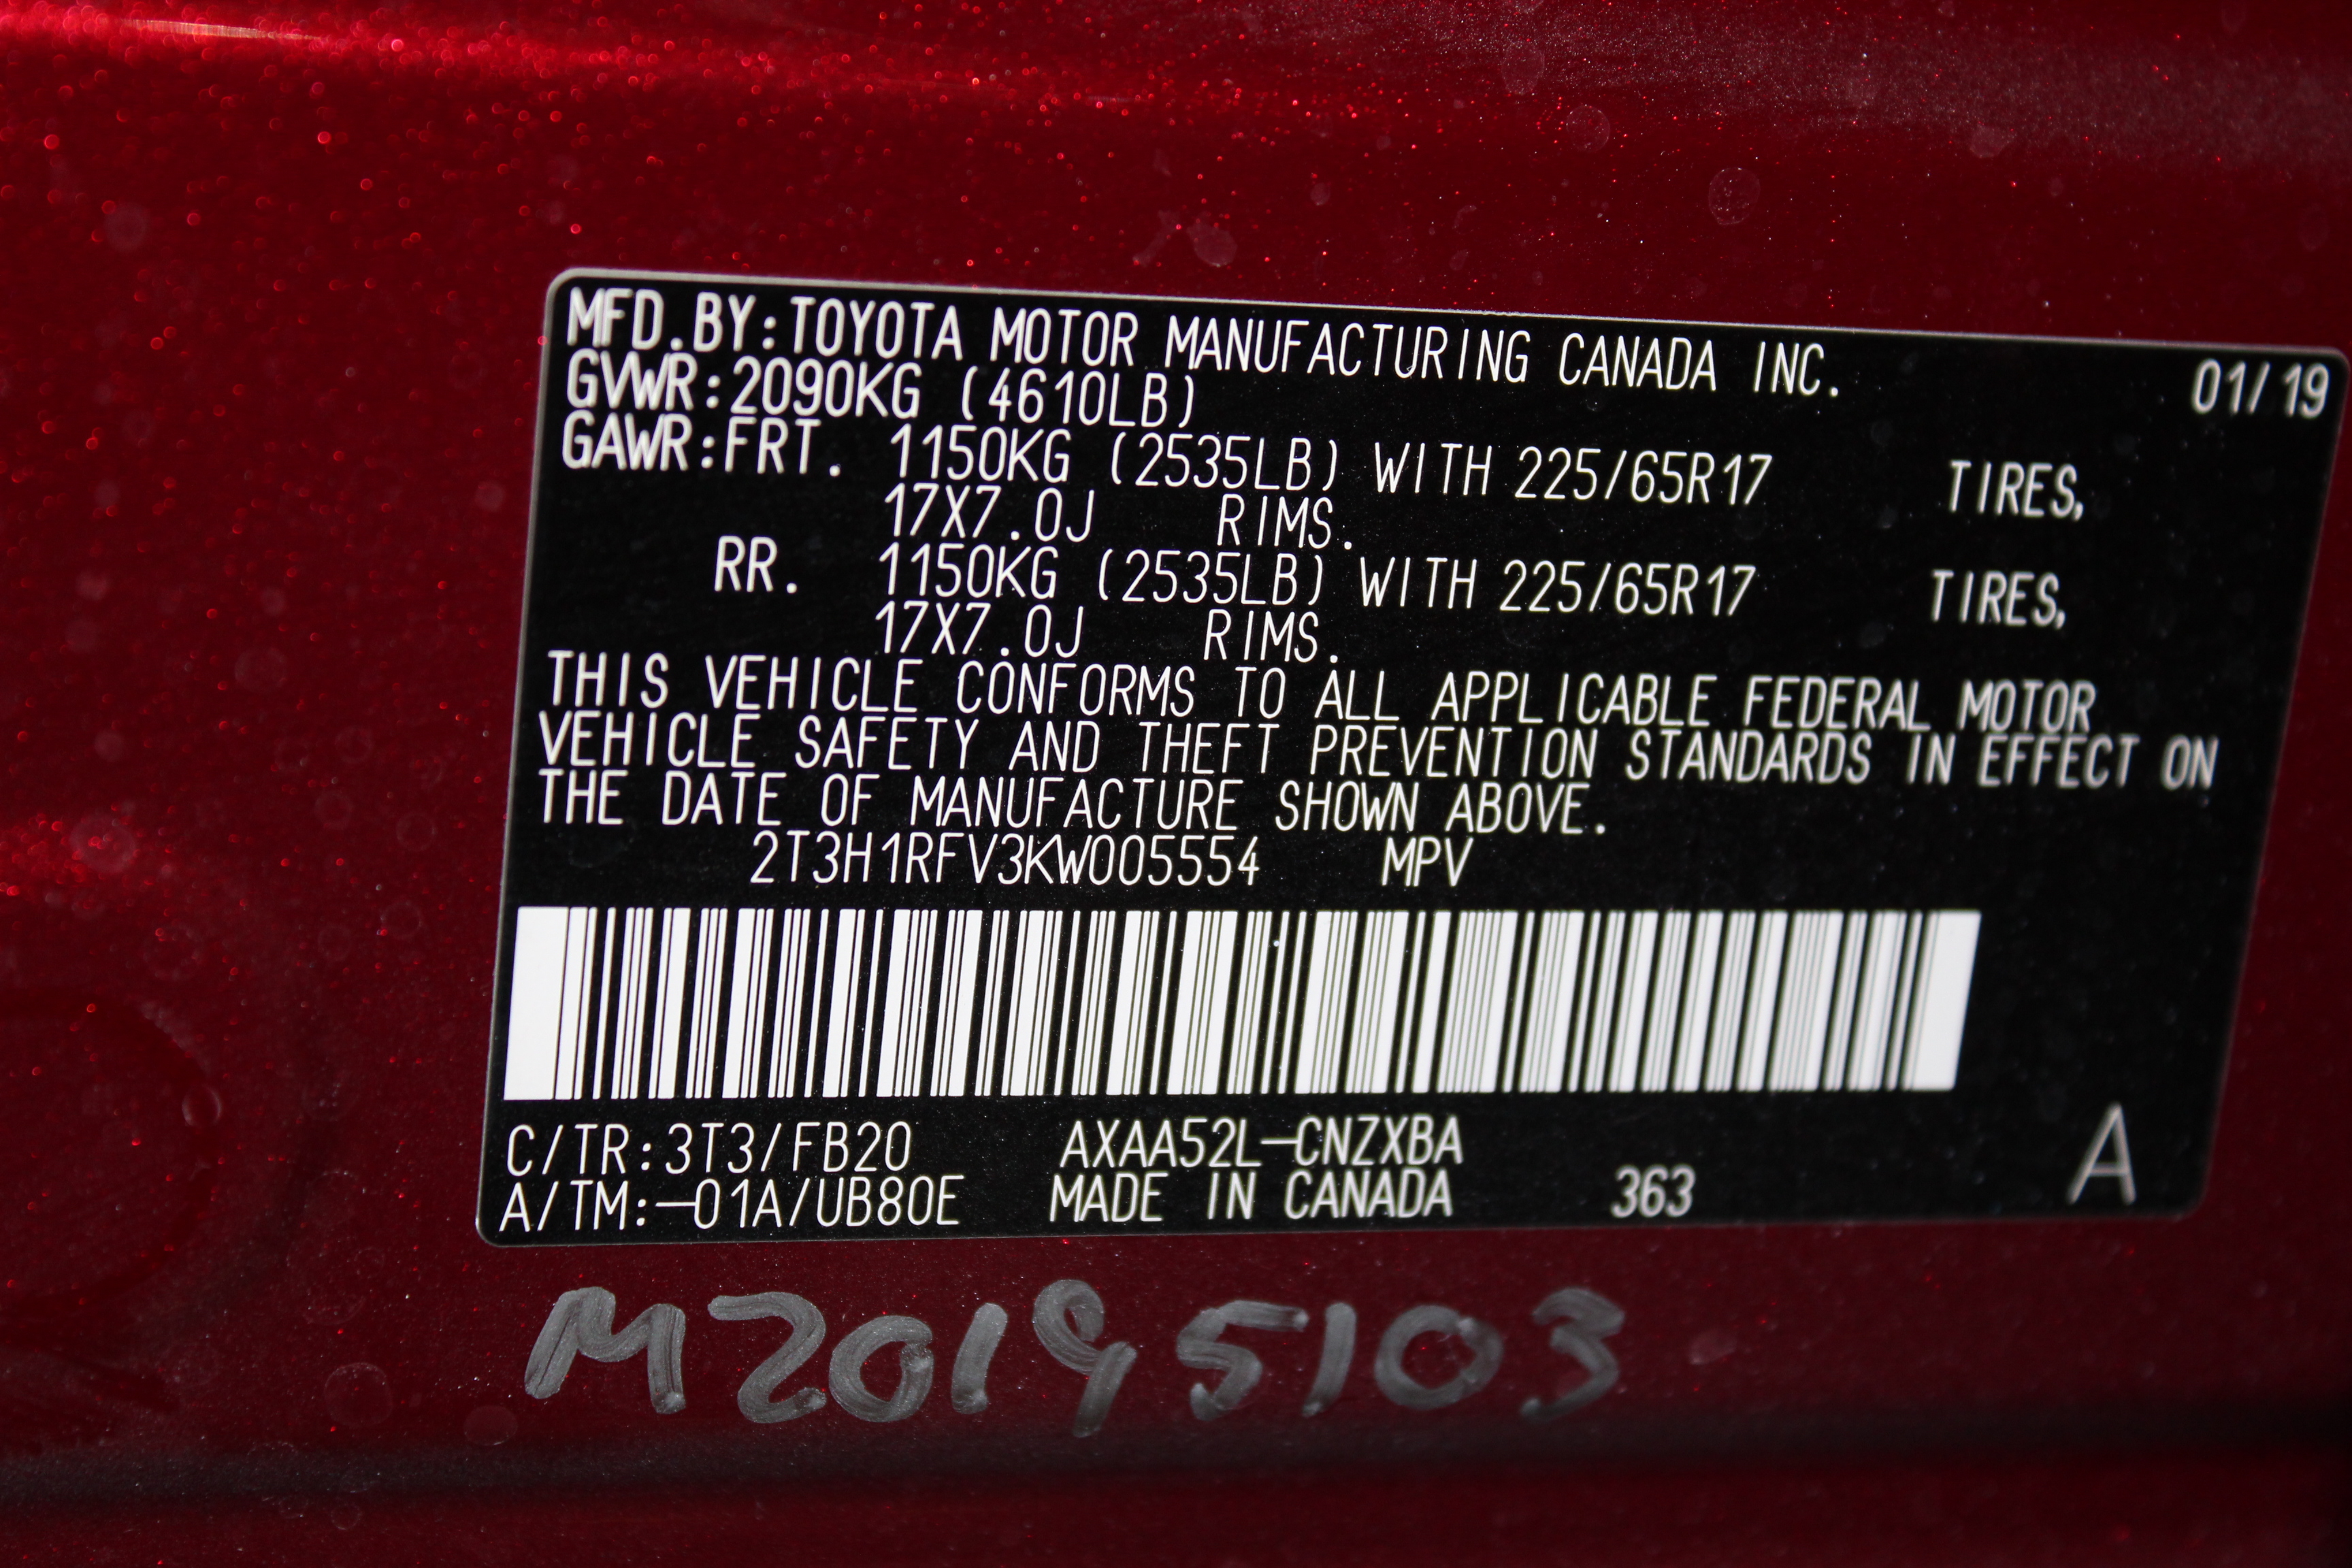 MFD.BY:TOYOTA MOTOR MANUFACTURING CANADA INC. 01/19
GVWR:2090KG (4610LB)
GAWR:FRT. 1150KG (2535LB) WITH 225/65R17 TIRES,
17X7.0J RIMS.
RR. 1150KG (2535LB) WITH 225/65R17 TIRES,
17X7.0J RIMS.
THIS VEHICLE CONFORMS TO ALL APPLICABLE FEDERAL MOTOR
VEHICLE SAFETY AND THEFT PREVENTION STANDARDS IN EFFECT ON
THE DATE OF MANUFACTURE SHOWN ABOVE.
2T3H1RFV3KW005554 MPV
C/TR:3T3/FB20 AXAA52L-CNZXBA
A/TM:-01A/UB80E MADE IN CANADA 363 A
M20195103